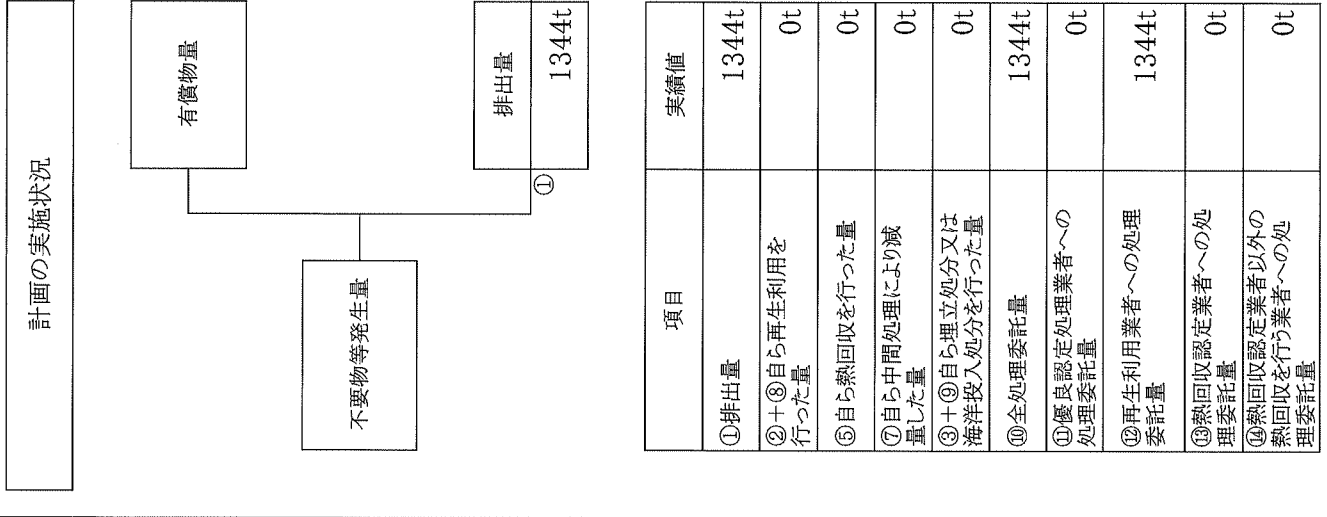 計画の実施状況
有償物量
不要物等発生量
①
排出量
1344t
項目
実績値
①排出量
1344t
②+⑧自ら再生利用を
行った量
0t
⑤自ら熱回収を行った量
0t
⑦自ら中間処理により減
量した量
0t
③+⑨自ら埋立処分又は
海洋投入処分を行った量
0t
⑩全処理委託量
1344t
⑪優良認定処理業者への
処理委託量
0t
⑫再生利用業者への処理
委託量
1344t
⑬熱回収認定業者への処
理委託量
0t
⑭熱回収認定業者以外の
熱回収を行う業者への処
理委託量
0t